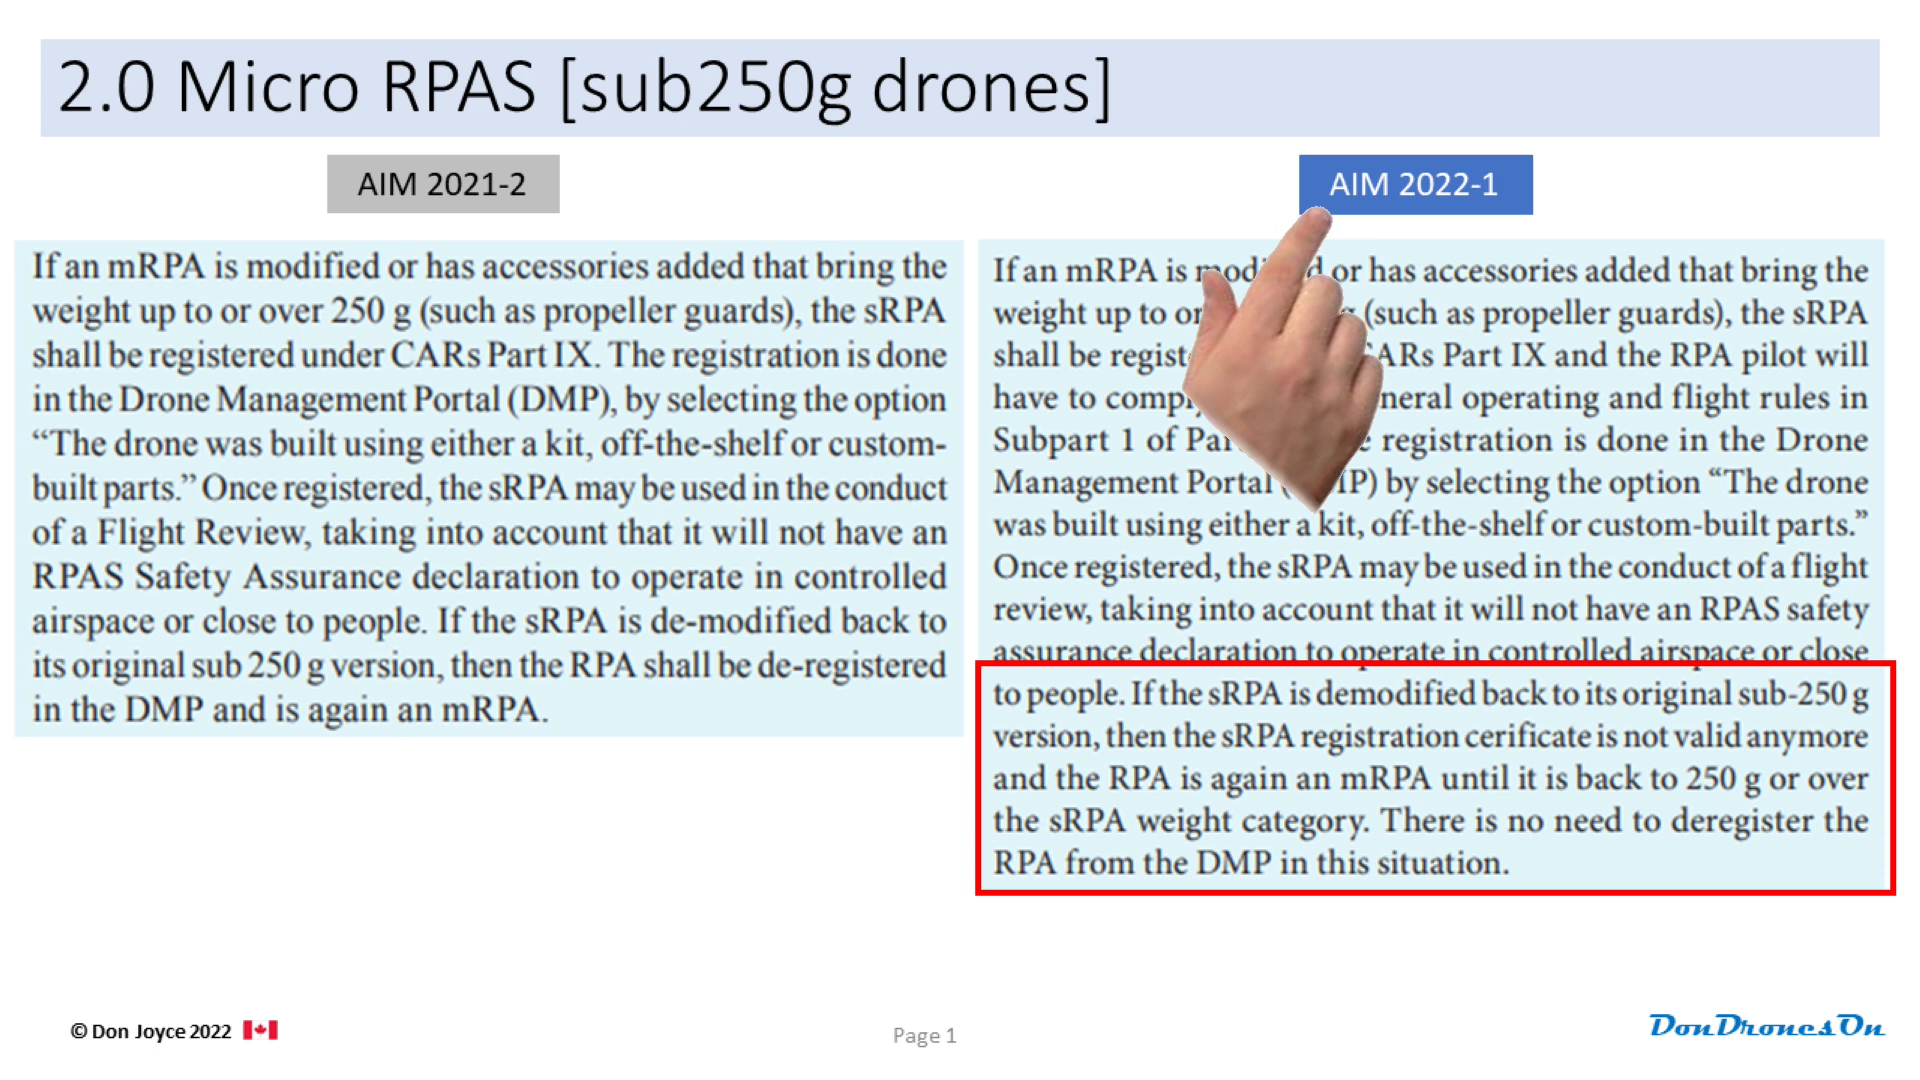 2.0 Micro RPAS [sub250g drones]
AIM 2021-2
If an mRPA is modified or has accessories added that bring the
weight up to or over 250 g (such as propeller guards), the sRPA
shall be registered under CARs Part IX. The registration is done
in the Drone Management Portal (DMP), by selecting the option
“The drone was built using either a kit, off-the-shelf or custom-
built parts.” Once registered, the sRPA may be used in the conduct
of a Flight Review, taking into account that it will not have an
RPAS Safety Assurance declaration to operate in controlled
airspace or close to people. If the sRPA is de-modified back to
its original sub 250 g version, then the RPA shall be de-registered
in the DMP and is again an mRPA.
AIM 2022-1
If an mRPA is or has accessories added that bring the
weight up to (such as propeller guards), the sRPA
shall be Part IX and the RPA pilot will
have to operating and flight rules in
Subpart 1 of registration is done in the Drone
Management Portal by selecting the option “The drone
was built using either a kit, off-the-shelf or custom-built parts.”
Once registered, the sRPA may be used in the conduct of a flight
review, taking into account that it will not have an RPAS safety
assurance declaration to operate in controlled airspace or close
to people. If the sRPA is demodified back to its original sub-250 g
version, then the sRPA registration cerificate is not valid anymore
and the RPA is again an mRPA until it is back to 250 g or over
the sRPA weight category. There is no need to deregister the
RPA from the DMP in this situation.
© Don Joyce 2022
Page 1
DonDronesOn